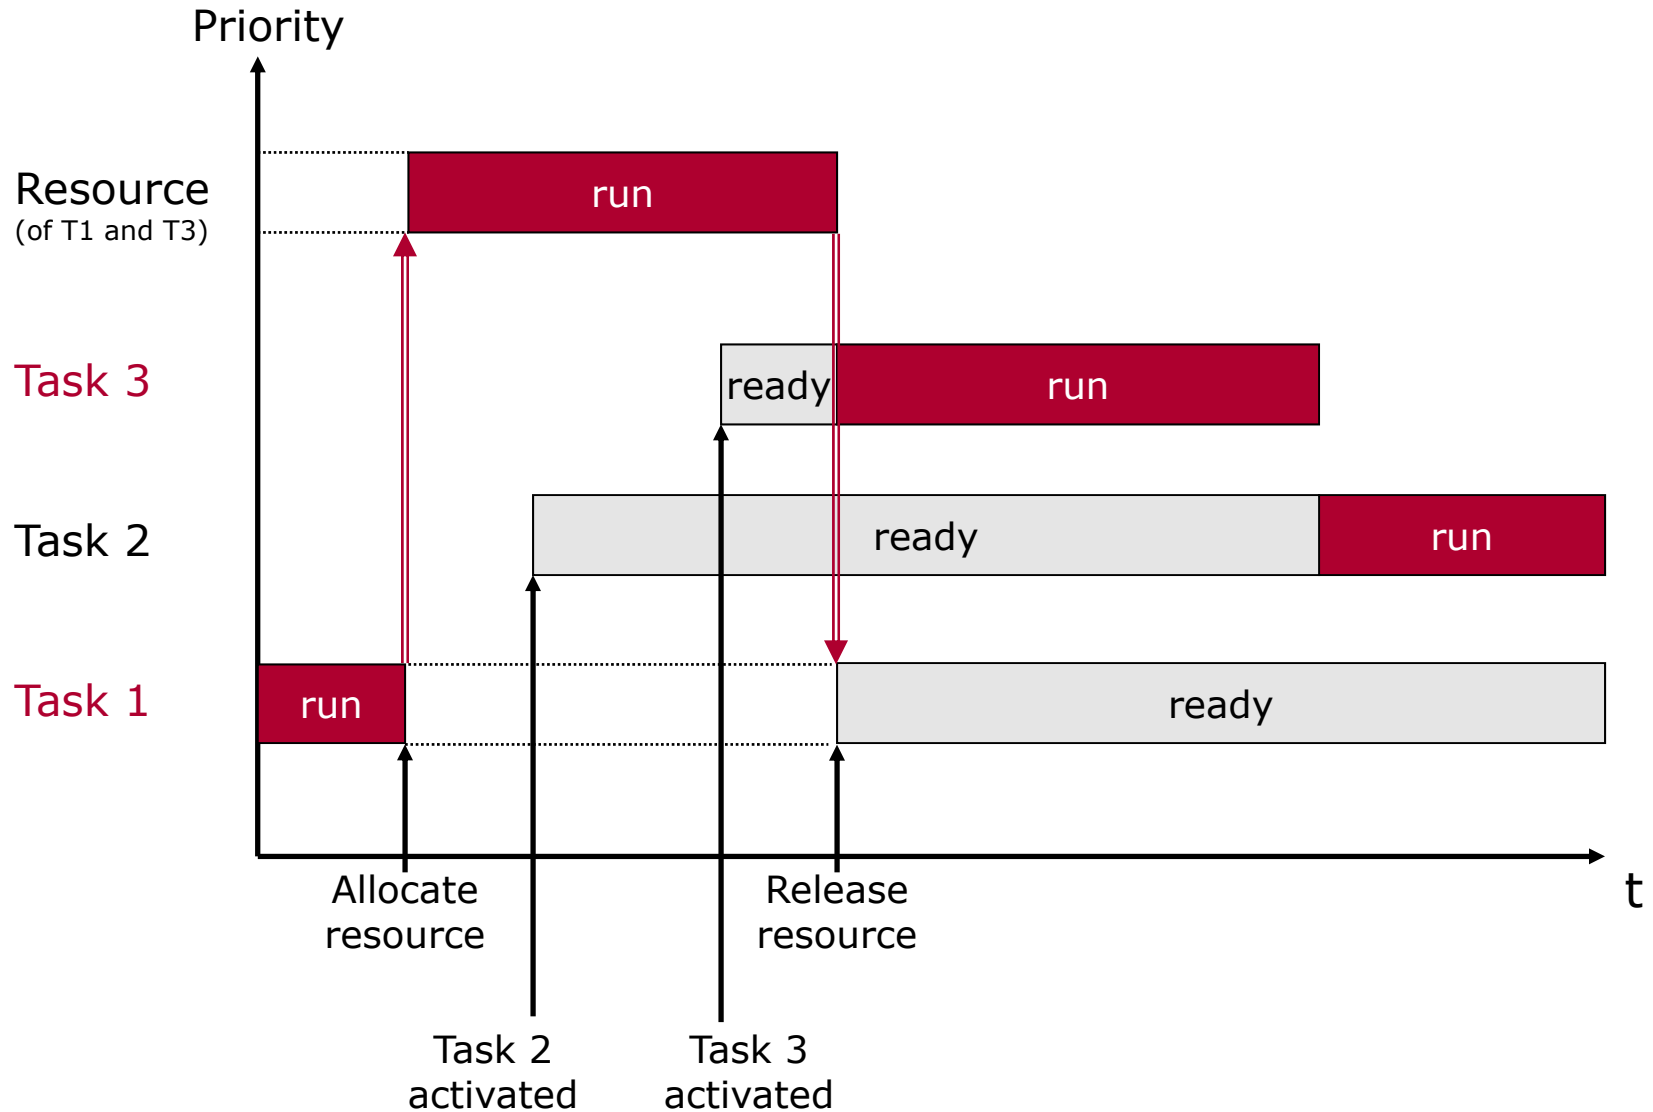 Priority
Resource
(of T1 and T3)
run
Task 3
ready
run
Task 2
ready
run
Task 1
run
ready
t
Allocate
resource
Release
resource
Task 2
activated
Task 3
activated